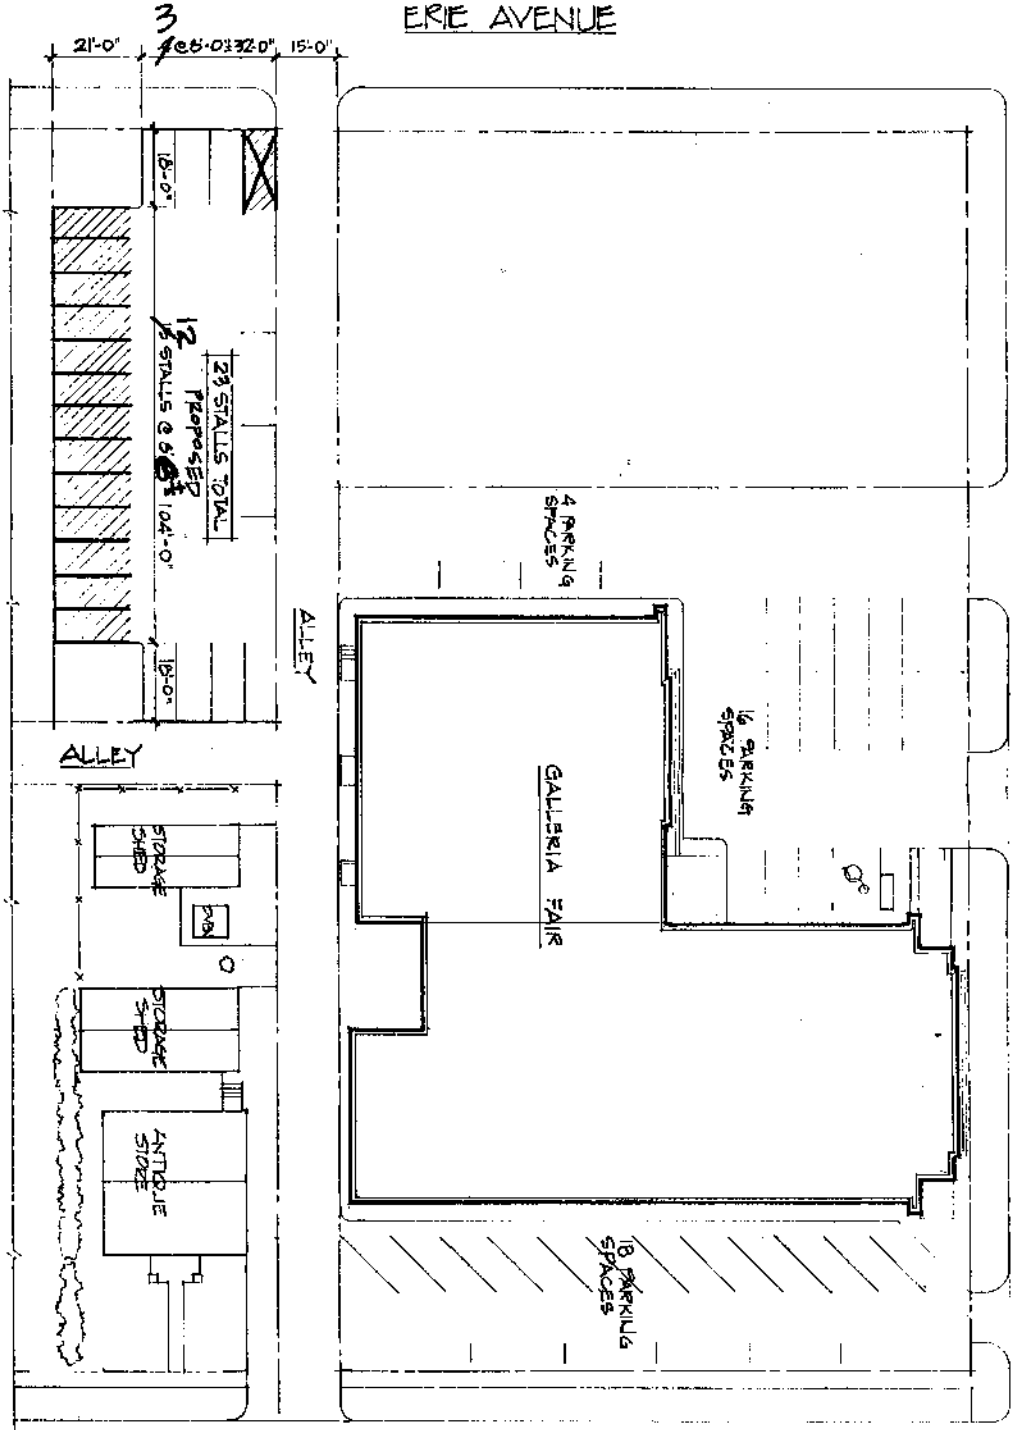 ERIE AVENUE
3
21'-0"
4@8'-0"=32'-0"
15'-0"
18'-0"
12
PROPOSED
23 STALLS TOTAL
104'-0"
18'-0"
4 PARKING
SPACES
ALLEY
16 PARKING
SPACES
ALLEY
GALLERIA FAIR
STORAGE
SHED
OVEN
STORAGE
SHED
ANTIQUE
STORE
18 PARKING
SPACES